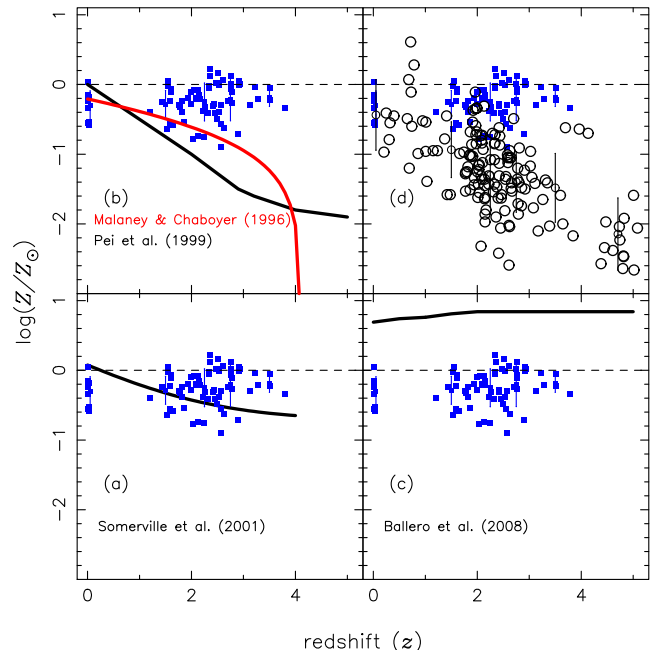 1
0
−1
−2
(b)
Malaney & Chaboyer (1996)
Pei et al. (1999)
(d)
log(Z/Z⊙)
1
0
−1
−2
(a)
Somerville et al. (2001)
(c)
Ballero et al. (2008)
0 2 4
0 2 4
redshift (z)